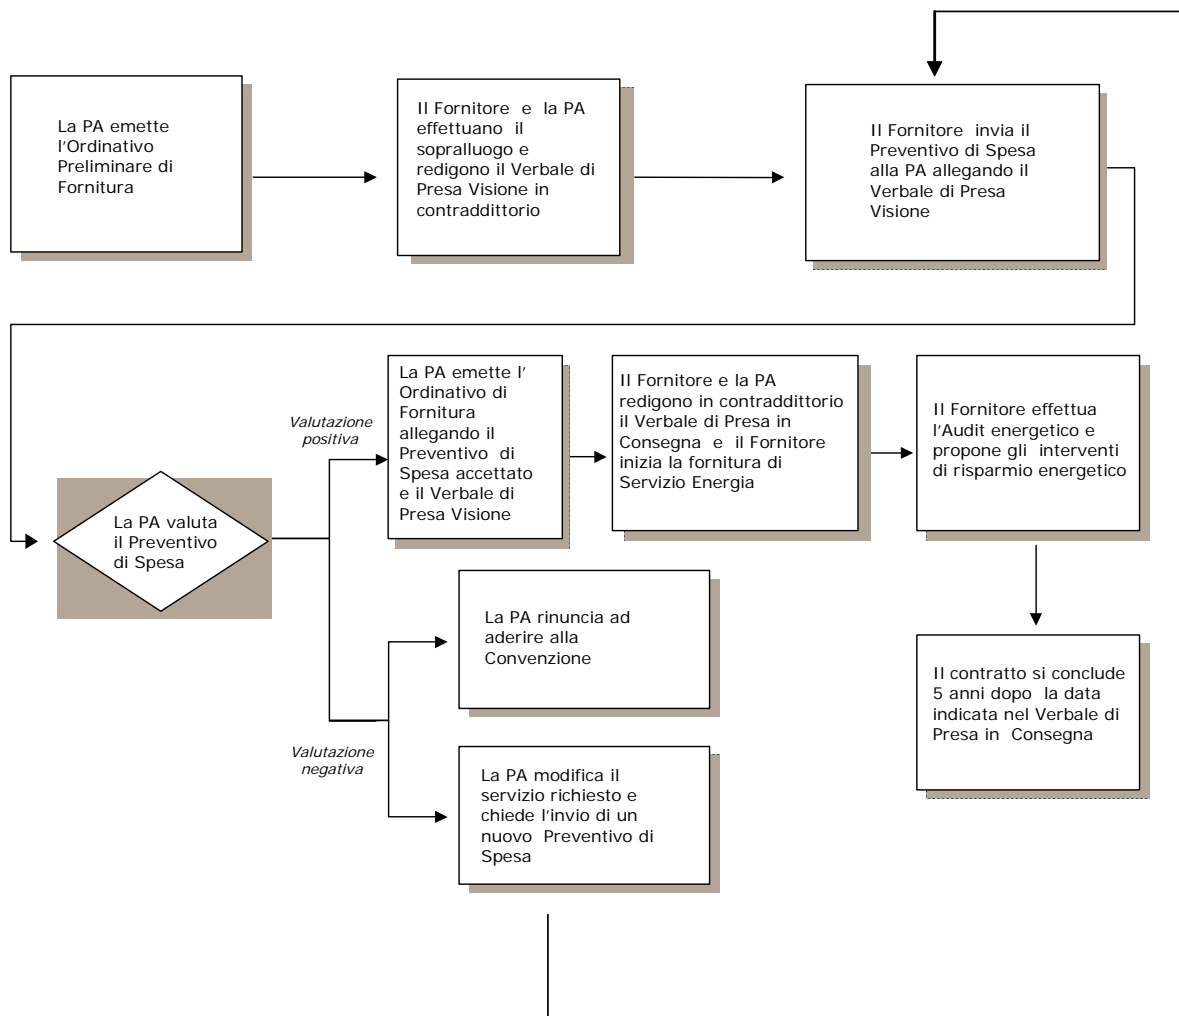 La PA emette
l'Ordinativo
Preliminare di
Fornitura
Il Fornitore e la PA
effettuano il
sopralluogo e
redigono il Verbale di
Presa Visione in
contraddittorio
Il Fornitore invia il
Preventivo di Spesa
alla PA allegando il
Verbale di Presa
Visione
La PA valuta
il Preventivo
di Spesa
Valutazione
positiva
La PA emette l'
Ordinativo di
Fornitura
allegando il
Preventivo di
Spesa accettato
e il Verbale di
Presa Visione
Il Fornitore e la PA
redigono in contraddittorio
il Verbale di Presa in
Consegna e il Fornitore
inizia la fornitura di
Servizio Energia
Il Fornitore effettua
l'Audit energetico e
propone gli interventi
di risparmio energetico
La PA rinuncia ad
aderire alla
Convenzione
Il contratto si conclude
5 anni dopo la data
indicata nel Verbale di
Presa in Consegna
Valutazione
negativa
La PA modifica il
servizio richiesto e
chiede l'invio di un
nuovo Preventivo di
Spesa